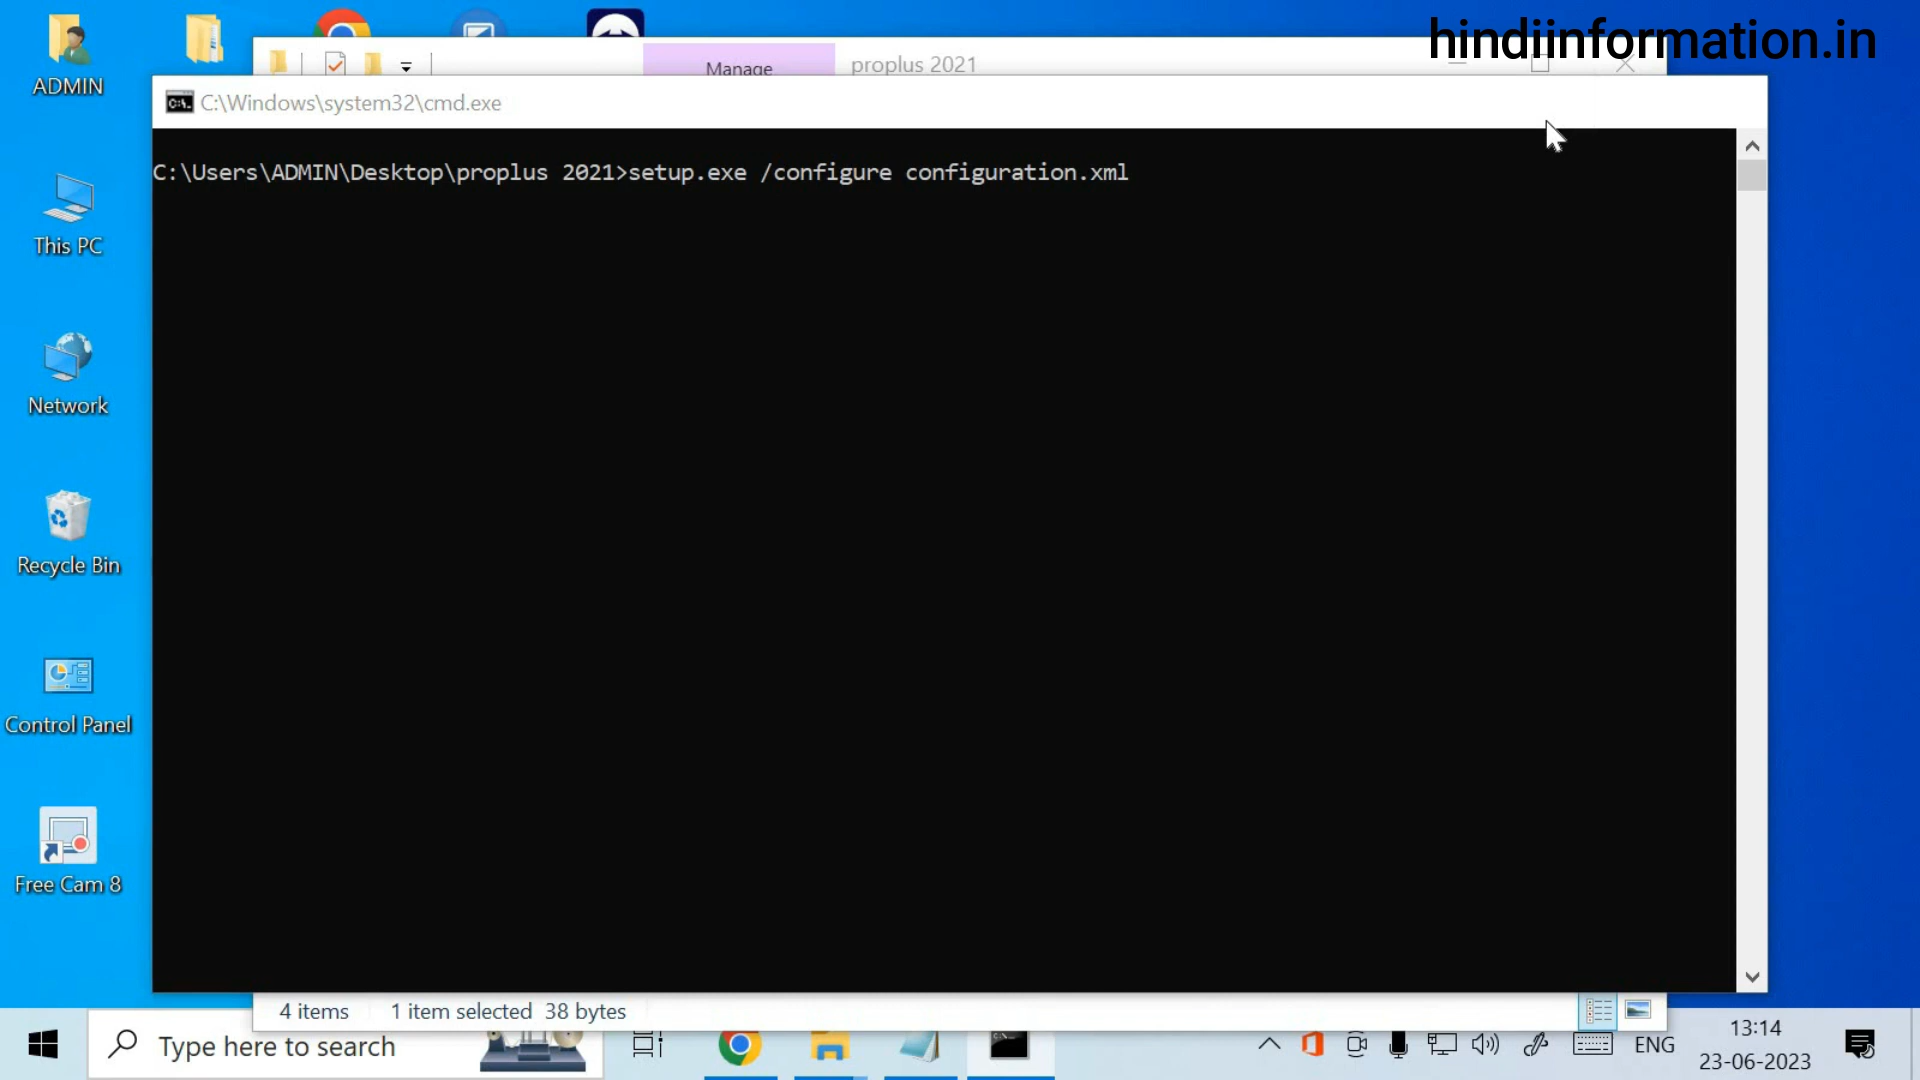 hindiinformation.in
ADMIN
Manage
proplus 2021
C:\Windows\system32\cmd.exe
C:\Users\ADMIN\Desktop\proplus 2021>setup.exe /configure configuration.xml
This PC
Network
Recycle Bin
Control Panel
Free Cam 8
4 items 1 item selected 38 bytes
Type here to search
ENG
13:14
23-06-2023